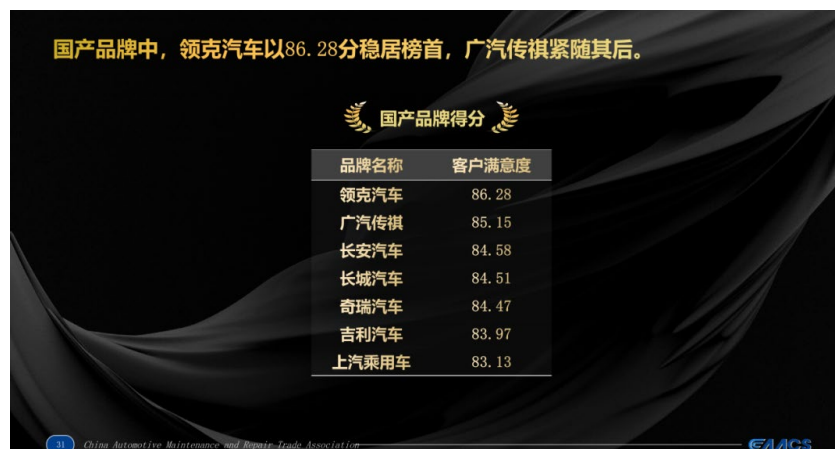 国产品牌中，领克汽车以86.28分稳居榜首，广汽传祺紧随其后。
国产品牌得分
品牌名称 客户满意度
领克汽车 86.28
广汽传祺 85.15
长安汽车 84.58
长城汽车 84.51
奇瑞汽车 84.47
吉利汽车 83.97
上汽乘用车 83.13
31 China Automotive Maintenance and Repair Trade Association